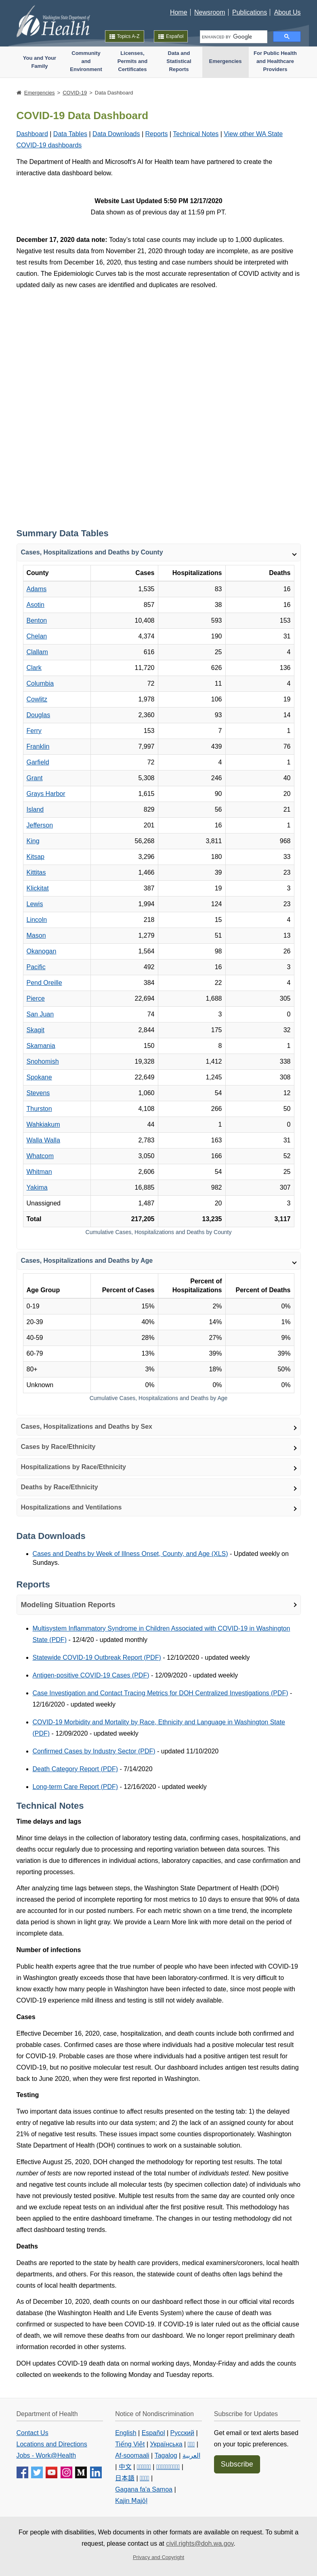 Washington State Department of
Health
Home | Newsroom | Publications | About Us
Topics A-Z
Español
ENHANCED BY Google
You and Your Family
Community and Environment
Licenses, Permits and Certificates
Data and Statistical Reports
Emergencies
For Public Health and Healthcare Providers
Emergencies > COVID-19 > Data Dashboard
COVID-19 Data Dashboard
Dashboard | Data Tables | Data Downloads | Reports | Technical Notes | View other WA State
COVID-19 dashboards
The Department of Health and Microsoft's AI for Health team have partnered to create the
interactive data dashboard below.
Website Last Updated 5:50 PM 12/17/2020
Data shown as of previous day at 11:59 pm PT.
December 17, 2020 data note: Today's total case counts may include up to 1,000 duplicates.
Negative test results data from November 21, 2020 through today are incomplete, as are positive
test results data from December 16, 2020, thus testing and case numbers should be interpreted with
caution. The Epidemiologic Curves tab is the most accurate representation of COVID activity and is
updated daily as new cases are identified and duplicates are resolved.
Summary Data Tables
Cases, Hospitalizations and Deaths by County
County Cases Hospitalizations Deaths
Adams 1,535 83 16
Asotin 857 38 16
Benton 10,408 593 153
Chelan 4,374 190 31
Clallam 616 25 4
Clark 11,720 626 136
Columbia 72 11 4
Cowlitz 1,978 106 19
Douglas 2,360 93 14
Ferry 153 7 1
Franklin 7,997 439 76
Garfield 72 4 1
Grant 5,308 246 40
Grays Harbor 1,615 90 20
Island 829 56 21
Jefferson 201 16 1
King 56,268 3,811 968
Kitsap 3,296 180 33
Kittitas 1,466 39 23
Klickitat 387 19 3
Lewis 1,994 124 23
Lincoln 218 15 4
Mason 1,279 51 13
Okanogan 1,564 98 26
Pacific 492 16 3
Pend Oreille 384 22 4
Pierce 22,694 1,688 305
San Juan 74 3 0
Skagit 2,844 175 32
Skamania 150 8 1
Snohomish 19,328 1,412 338
Spokane 22,649 1,245 308
Stevens 1,060 54 12
Thurston 4,108 266 50
Wahkiakum 44 1 0
Walla Walla 2,783 163 31
Whatcom 3,050 166 52
Whitman 2,606 54 25
Yakima 16,885 982 307
Unassigned 1,487 20 3
Total 217,205 13,235 3,117
Cumulative Cases, Hospitalizations and Deaths by County
Cases, Hospitalizations and Deaths by Age
Age Group Percent of Cases Percent of Hospitalizations Percent of Deaths
0-19 15% 2% 0%
20-39 40% 14% 1%
40-59 28% 27% 9%
60-79 13% 39% 39%
80+ 3% 18% 50%
Unknown 0% 0% 0%
Cumulative Cases, Hospitalizations and Deaths by Age
Cases, Hospitalizations and Deaths by Sex
Cases by Race/Ethnicity
Hospitalizations by Race/Ethnicity
Deaths by Race/Ethnicity
Hospitalizations and Ventilations
Data Downloads
Cases and Deaths by Week of Illness Onset, County, and Age (XLS) - Updated weekly on
Sundays.
Reports
Modeling Situation Reports
Multisystem Inflammatory Syndrome in Children Associated with COVID-19 in Washington
State (PDF) - 12/4/20 - updated monthly
Statewide COVID-19 Outbreak Report (PDF) - 12/10/2020 - updated weekly
Antigen-positive COVID-19 Cases (PDF) - 12/09/2020 - updated weekly
Case Investigation and Contact Tracing Metrics for DOH Centralized Investigations (PDF) -
12/16/2020 - updated weekly
COVID-19 Morbidity and Mortality by Race, Ethnicity and Language in Washington State
(PDF) - 12/09/2020 - updated weekly
Confirmed Cases by Industry Sector (PDF) - updated 11/10/2020
Death Category Report (PDF) - 7/14/2020
Long-term Care Report (PDF) - 12/16/2020 - updated weekly
Technical Notes
Time delays and lags
Minor time delays in the collection of laboratory testing, confirming cases, hospitalizations, and
deaths occur regularly due to processing and reporting variation between data sources. This
includes variation due to differences in individual actions, laboratory capacities, and case confirmation
and response processes.
After analyzing time lags between steps, the Washington State Department of Health (DOH)
increased the period of incomplete reporting for most metrics to 10 days to ensure that 90% or more
of all counts would not change after they are posted. Our dashboard shows the 10 days of incomplete
data for each metric shown in light gray. We provide a Learn More link with more in-depth
explanation of why we chose 10 days and why each metric may have a different amount of incomplete
data.
Number of infections
Public health experts agree that the true number of people who have been infected with COVID-19
in Washington greatly exceeds those that have been laboratory-confirmed. It is very difficult to know
exactly how many people in Washington have been infected to date, since most people with
COVID-19 experience mild illness and testing is still not widely available.
Cases
Effective December 16, 2020, case, hospitalization, and death counts include both confirmed and
probable cases. Confirmed cases are those where individuals had a positive molecular test result
for COVID-19. Probable cases are those where individuals had a positive antigen test result for
COVID-19, but no positive molecular test result. Our dashboard includes antigen test results dating
back to June 2020, when they were first reported in Washington.
Testing
Two important data issues continue to affect results presented on the testing tab: 1) the delayed
entry of negative lab results into our data system; and 2) the lack of an assigned county for about
21% of negative test results. These issues impact some counties disproportionately. Washington
State Department of Health (DOH) continues to work on a sustainable solution.
Effective August 25, 2020, DOH changed the methodology used for reporting test results. The total
number of tests are now reported instead of the total number of individuals tested. New positive
and negative test counts include all molecular test results, not just the results for individuals who
have not previously tested positive. Multiple test results from the same day are counted only once,
but we exclude repeat tests on an individual after the first positive test result. This methodology is
applied to the entire dashboard timeframe. The changes in our testing methodology will not affect
dashboard testing totals.
Deaths
Deaths are reported to the state by health care providers, medical examiners/coroners, local health
departments, and others. For this reason, the statewide count of deaths often lags behind the
counts of local health departments.
As of December 10, 2020, death counts on our dashboard reflect those in our official vital statistics
database (Washington Health and Life Events System) where the cause of death was confirmed
or suspected to have been COVID-19. If COVID-19 is later ruled out as the official cause
of death, we will remove the death from our counts. We no longer display preliminary death
information reported in other systems.
DOH updates COVID-19 death data on normal working days, Monday-Friday and adds the counts
collected on weekends to the following Monday and Tuesday reports.
Department of Health
Contact Us
Locations and Directions
Jobs - Work@Health
Notice of Nondiscrimination
English | Español | Русский |
Tiếng Việt | Українська |
Af-soomaali | Tagalog | العربية
| 中文 |
日本語 |
Gagana fa'a Samoa |
Kajin Majôl
Subscribe for Updates
Get email or text alerts based
on your topic preferences.
Subscribe
For people with disabilities, Web documents in other formats are available on request. To submit a
request, please contact us at civil.rights@doh.wa.gov.
Privacy and Copyright